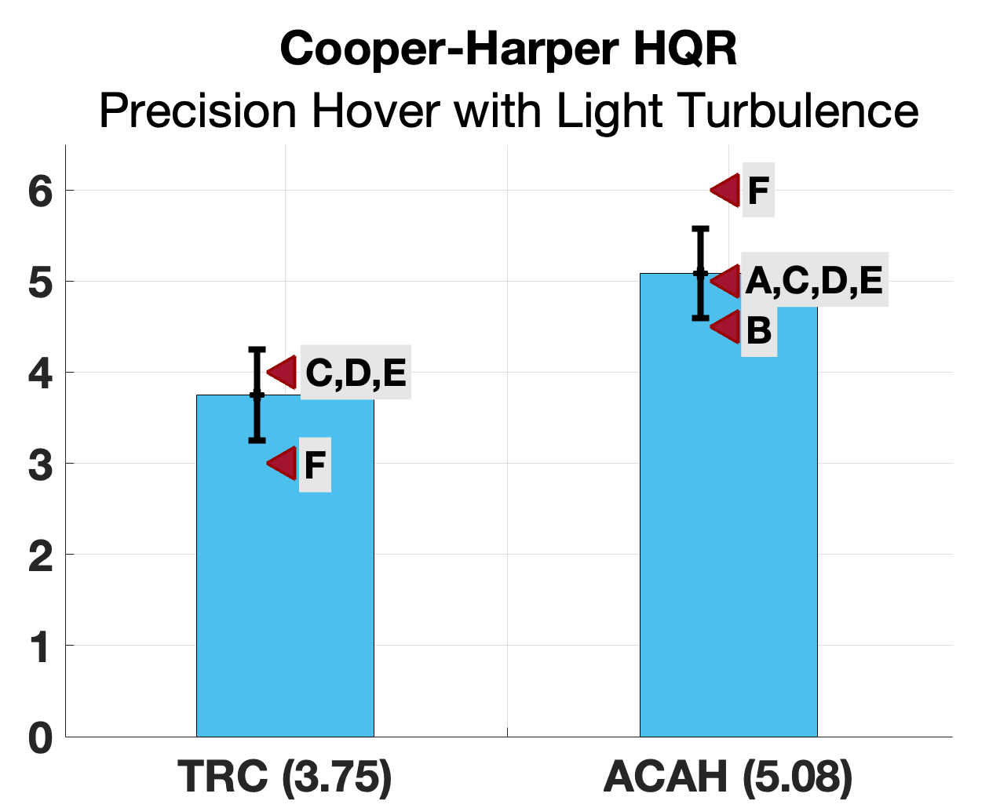 Cooper-Harper HQR
Precision Hover with Light Turbulence
6
5
4
3
2
1
0
F
A,C,D,E
B
C,D,E
F
TRC (3.75)
ACAH (5.08)